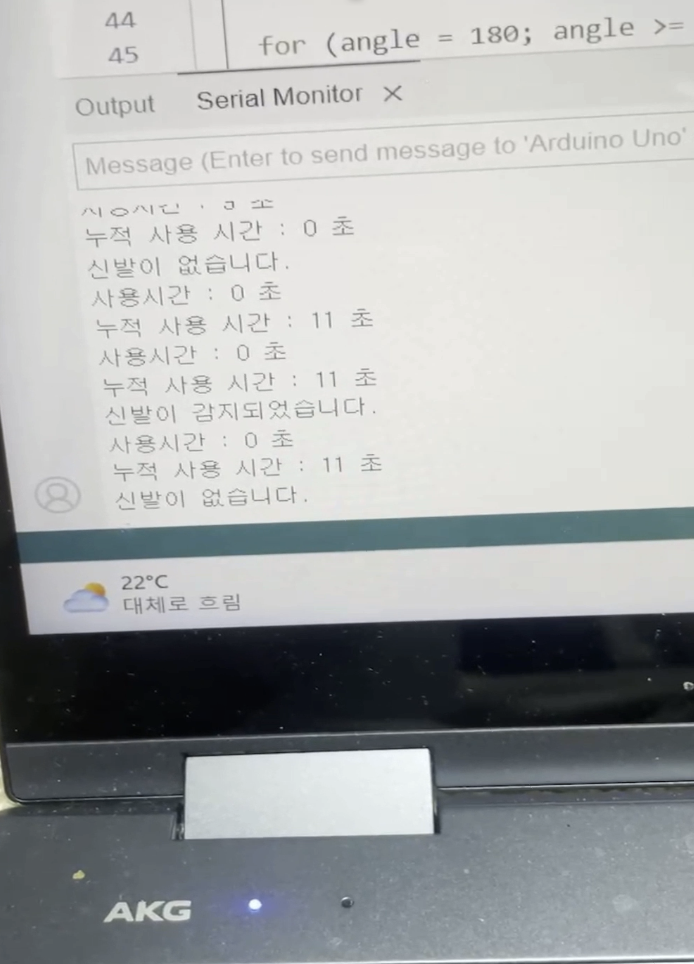 44
45
for (angle = 180; angle >=
Output
Serial Monitor ×
Message (Enter to send message to 'Arduino Uno'
누적 사용 시간 : 0 초
신발이 없습니다.
사용시간 : 0 초
누적 사용 시간 : 11 초
사용시간 : 0 초
누적 사용 시간 : 11 초
신발이 감지되었습니다.
사용시간 : 0 초
누적 사용 시간 : 11 초
신발이 없습니다.
22°C
대체로 흐림
AKG